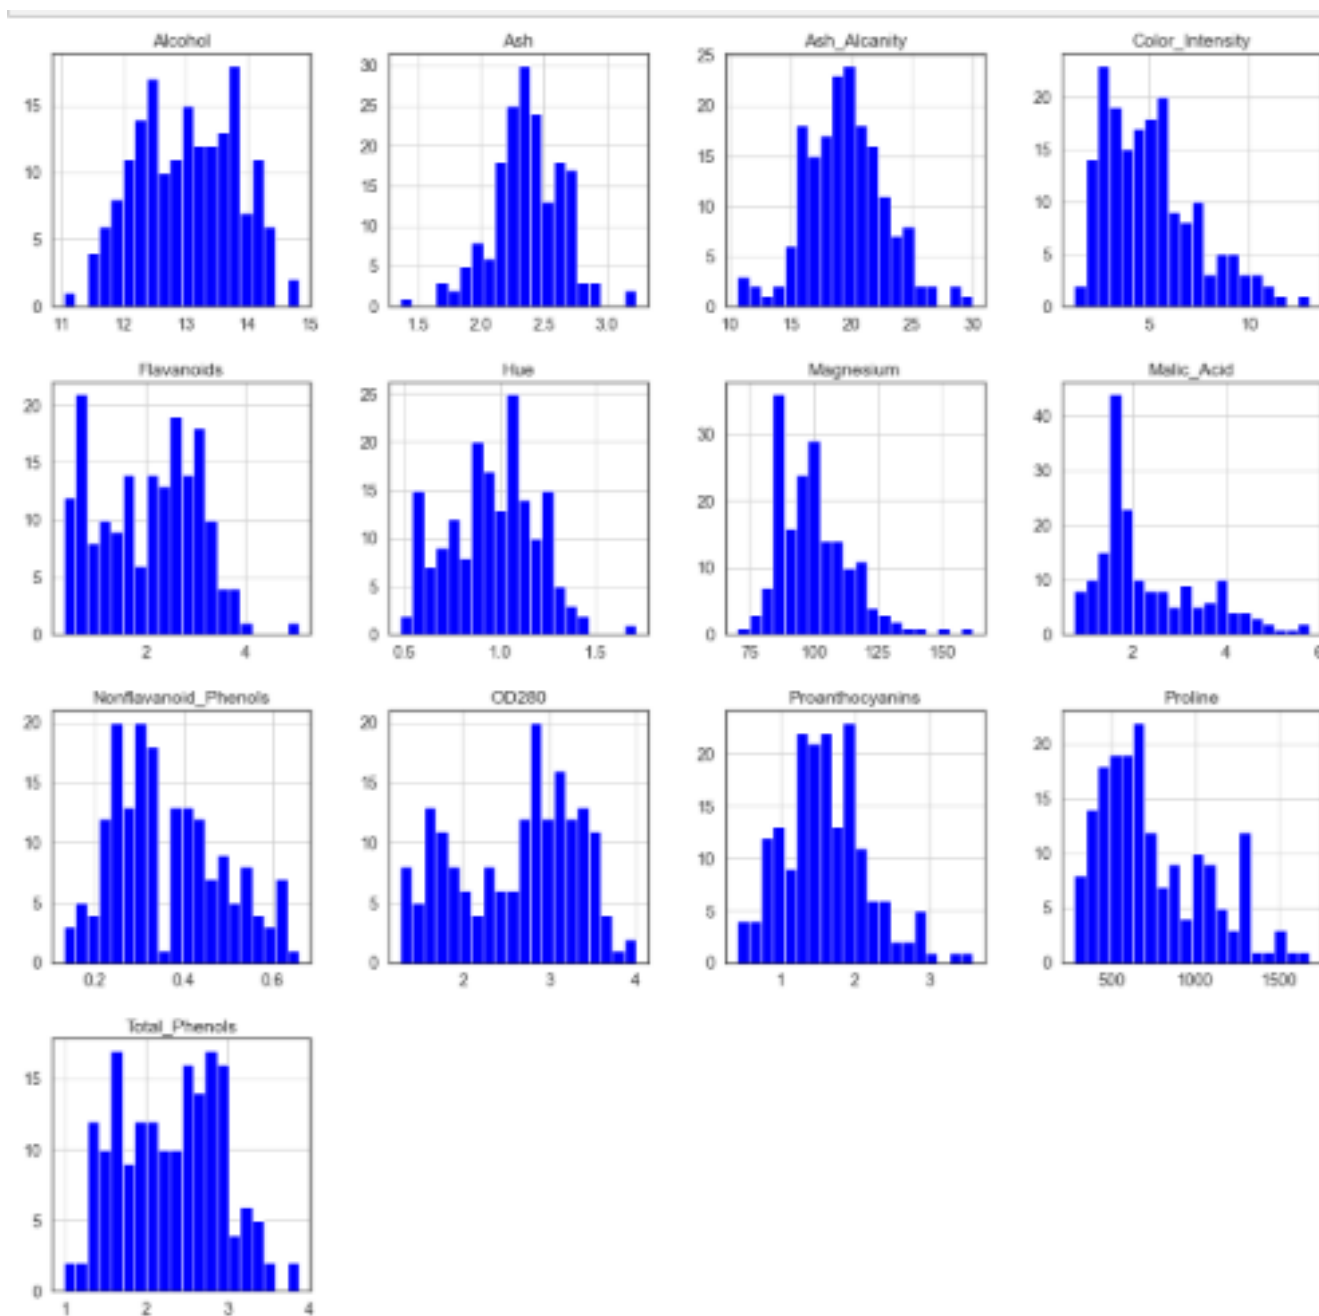 Alcohol Ash Ash_Alcanity Color_Intensity
15 30 25 20
10 25 20 15
5 20 15 10
0 15 10 5
10 5 0
5 0
0
11 12 13 14 15 1.5 2.0 2.5 3.0 10 15 20 25 30 5 10
Flavanoids Hue Magnesium Malic_Acid
20 25 30 40
15 20 20 30
10 15 10 20
5 10 0 10
0 5 0
0
2 4 0.5 1.0 1.5 75 100 125 150 2 4 6
Nonflavanoid_Phenols OD280 Proanthocyanins Proline
20 20 20 20
15 15 15 15
10 10 10 10
5 5 5 5
0 0 0 0
0.2 0.4 0.6 2 3 4 1 2 3 500 1000 1500
Total_Phenols
15
10
5
0
1 2 3 4